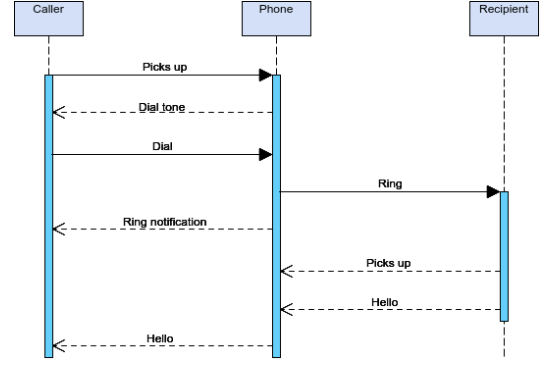 Caller
Phone
Recipient
Picks up
Dial tone
Dial
Ring
Ring notification
Picks up
Hello
Hello